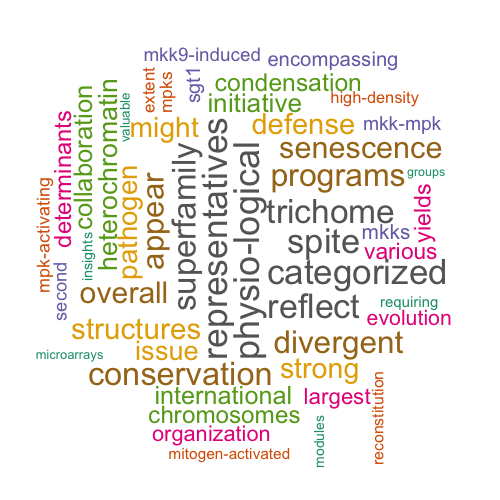 mkk9-induced
encompassing
extent
mpks
sgt1
condensation
initiative
high-density
collaboration
heterochromatin
valuable
might
defense
mkk-mpk
determinants
superfamily
representatives
physio-logical
senescence
programs
groups
pathogen
appear
trichome
yields
mpk-activating
second
insights
spite
mkks
various
categorized
overall
reflect
requiring
evolution
structures
issue
divergent
microarrays
conservation
strong
international
largest
chromosomes
organization
modules
reconstitution
mitogen-activated